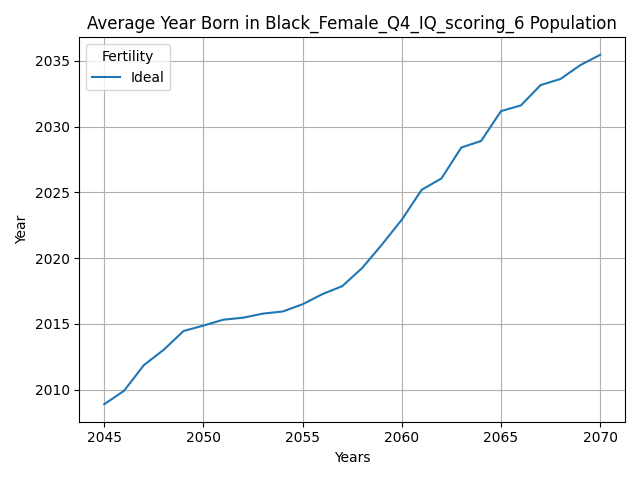 Average Year Born in Black_Female_Q4_IQ_scoring_6 Population
Fertility
Ideal
Year
2035
2030
2025
2020
2015
2010
2045 2050 2055 2060 2065 2070
Years